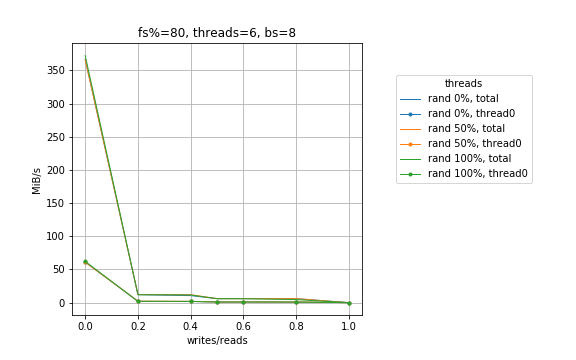 fs%=80, threads=6, bs=8
MiB/s
350
300
250
200
150
100
50
0
0.0 0.2 0.4 0.6 0.8 1.0
writes/reads
threads
rand 0%, total
rand 0%, thread0
rand 50%, total
rand 50%, thread0
rand 100%, total
rand 100%, thread0